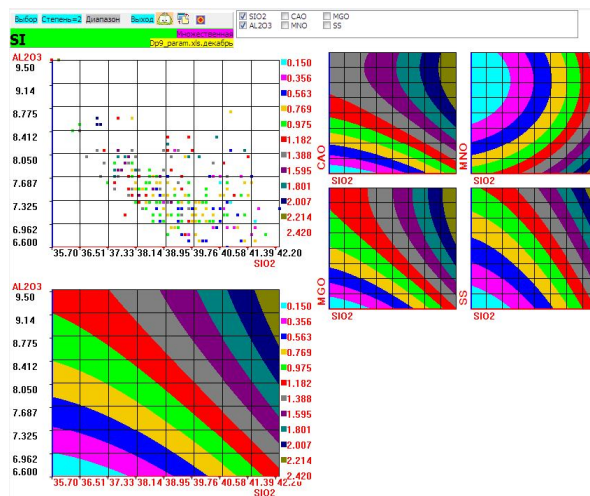 Выбор Степень=2 Диапазон Выход
SIO2 CAO MGO
AL2O3 MNO SS
SI
Множественная
Dp9_param.xls.декабрь
AL2O3
9.50
9.14
8.775
8.412
8.050
7.687
7.325
6.962
6.600
0.150
0.356
0.563
0.769
0.975
1.182
1.388
1.595
1.801
2.007
2.214
2.420
35.70 36.51 37.33 38.14 38.95 39.76 40.58 41.39 42.20
SIO2
CAO
SIO2
MNO
SIO2
MGO
SIO2
SS
SIO2
AL2O3
9.50
9.14
8.775
8.412
8.050
7.687
7.325
6.962
6.600
0.150
0.356
0.563
0.769
0.975
1.182
1.388
1.595
1.801
2.007
2.214
2.420
35.70 36.51 37.33 38.14 38.95 39.76 40.58 41.39 42.20
SIO2